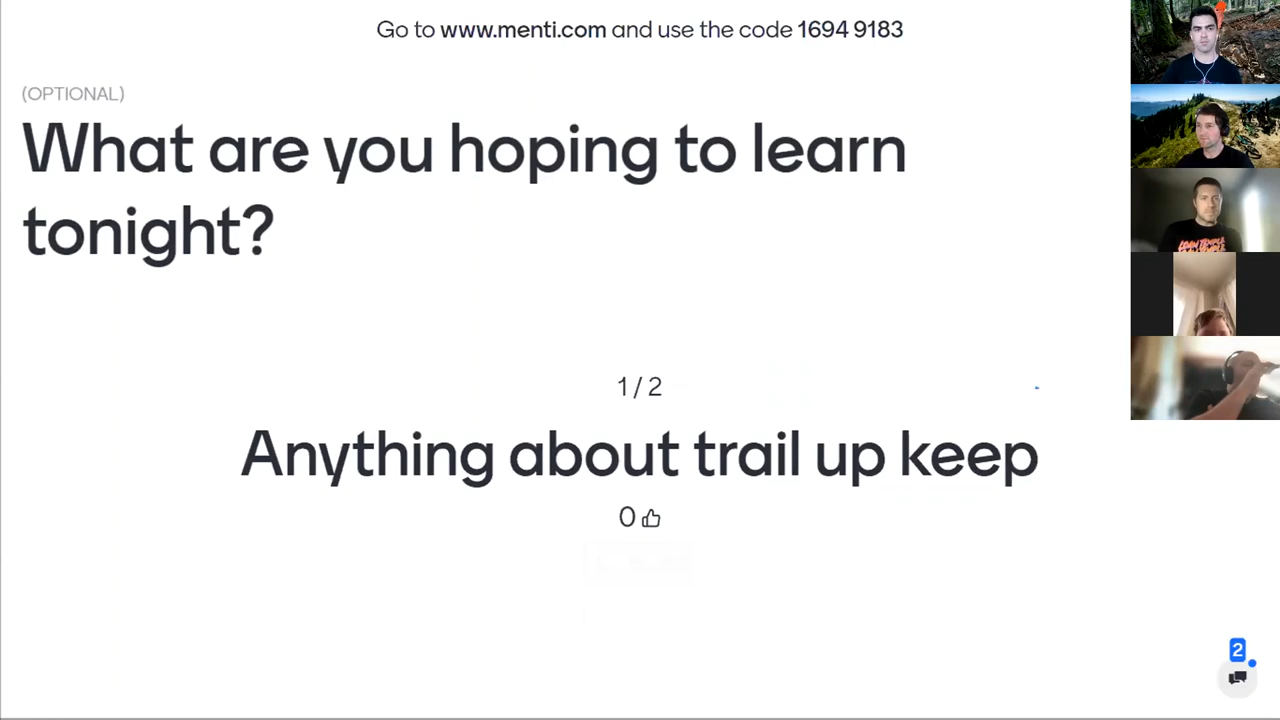 Go to www.menti.com and use the code 1694 9183
(OPTIONAL)
What are you hoping to learn
tonight?
1 / 2
Anything about trail up keep
0
2